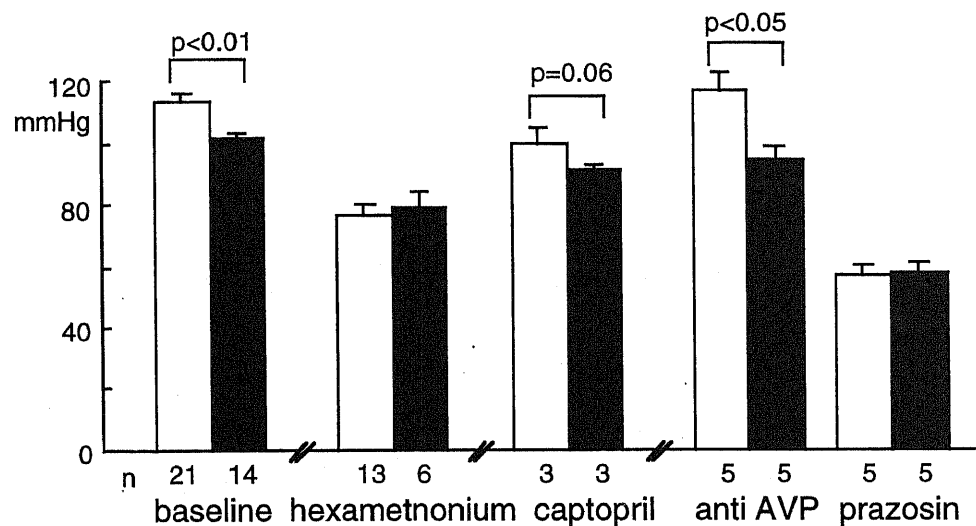 p<0.01
p<0.05
p=0.06
120
mmHg
80
40
0
n 21 14 13 6 3 3 5 5 5 5
baseline hexametnonium captopril anti AVP prazosin